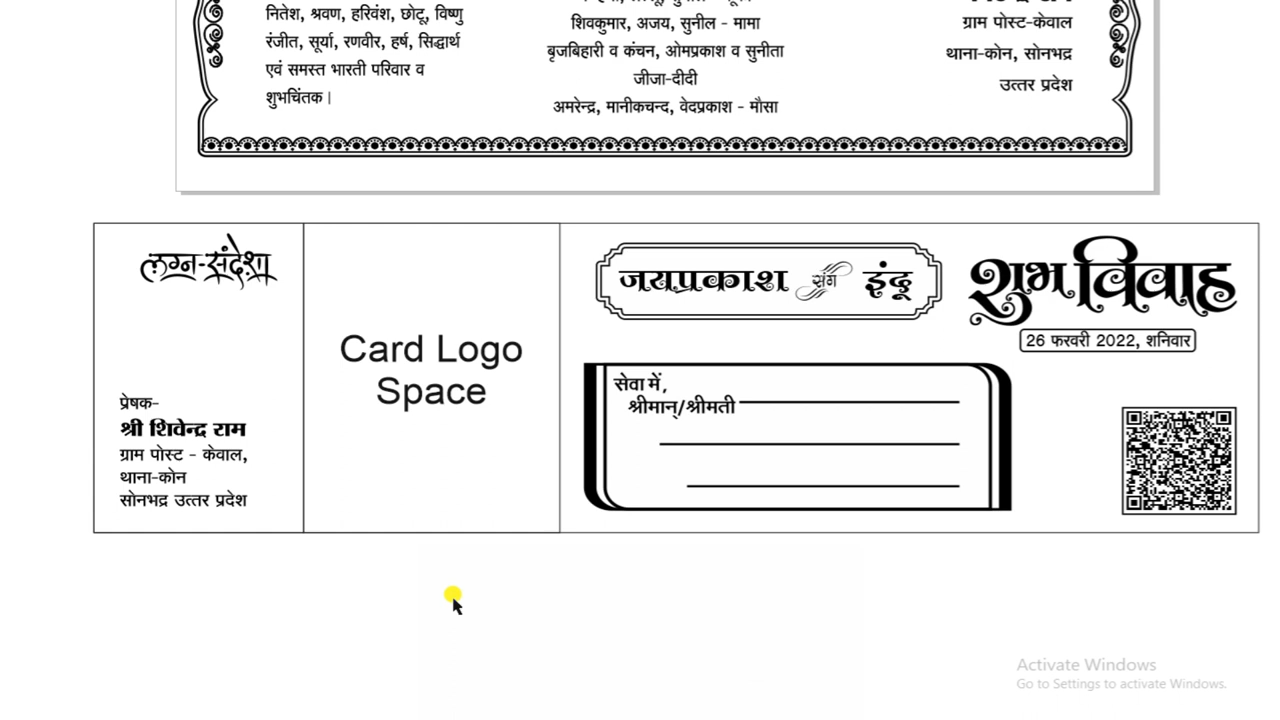 नितेश, श्रवण, हरिवंश, छोटू, विष्णु
रंजीत, सूर्या, रणवीर, हर्ष, सिद्धार्थ
एवं समस्त भारती परिवार व
शुभचिंतक।
शिवकुमार, अजय, सुनील - मामा
बृजबिहारी व कंचन, ओमप्रकाश व सुनीता
जीजा-दीदी
अमरेन्द्र, मानीकचन्द, वेदप्रकाश - मौसा
ग्राम पोस्ट-केवाल
थाना-कोन, सोनभद्र
उत्तर प्रदेश
लग्न-संदेश
प्रेषक-
श्री शिवेन्द्र राम
ग्राम पोस्ट - केवाल,
थाना-कोन
सोनभद्र उत्तर प्रदेश
Card Logo
Space
जयप्रकाश संग इंदू
शुभ विवाह
26 फरवरी 2022, शनिवार
सेवा में,
श्रीमान्/श्रीमती
Activate Windows
Go to Settings to activate Windows.